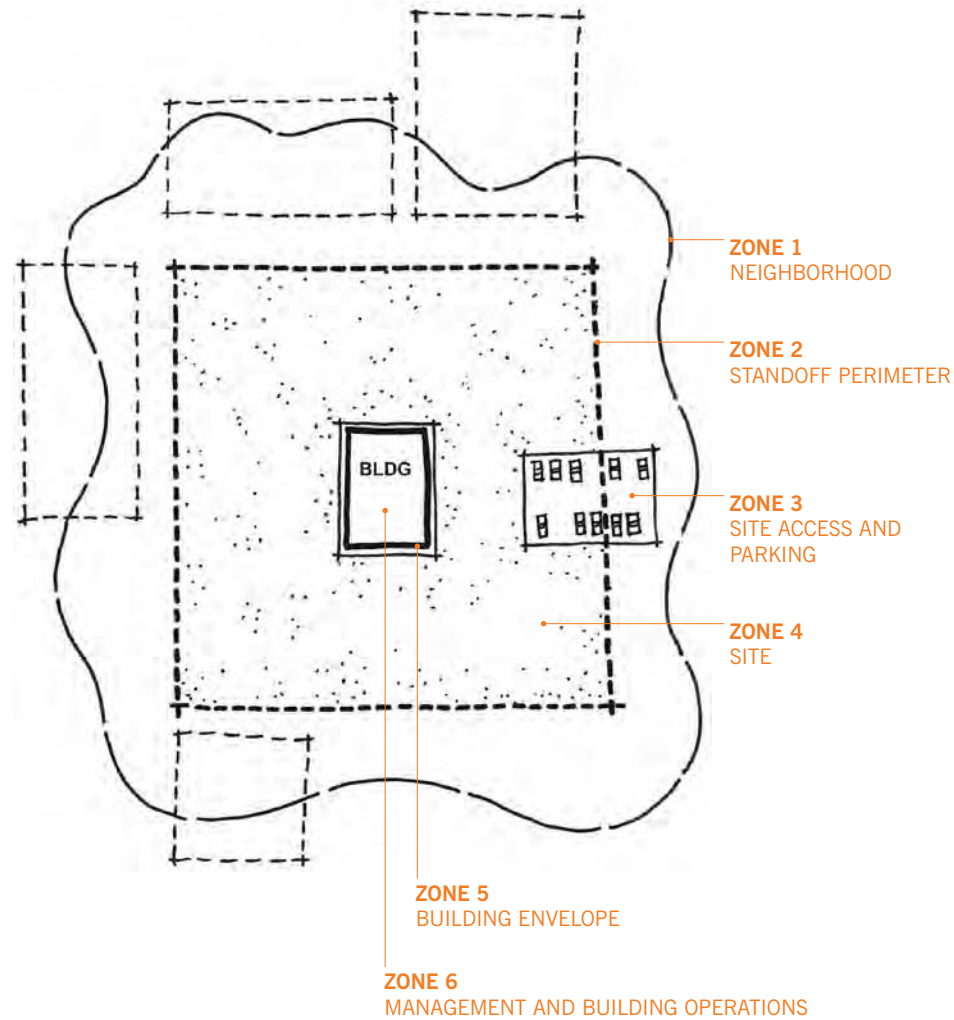 ZONE 1
NEIGHBORHOOD
ZONE 2
STANDOFF PERIMETER
BLDG
ZONE 3
SITE ACCESS AND
PARKING
ZONE 4
SITE
ZONE 5
BUILDING ENVELOPE
ZONE 6
MANAGEMENT AND BUILDING OPERATIONS